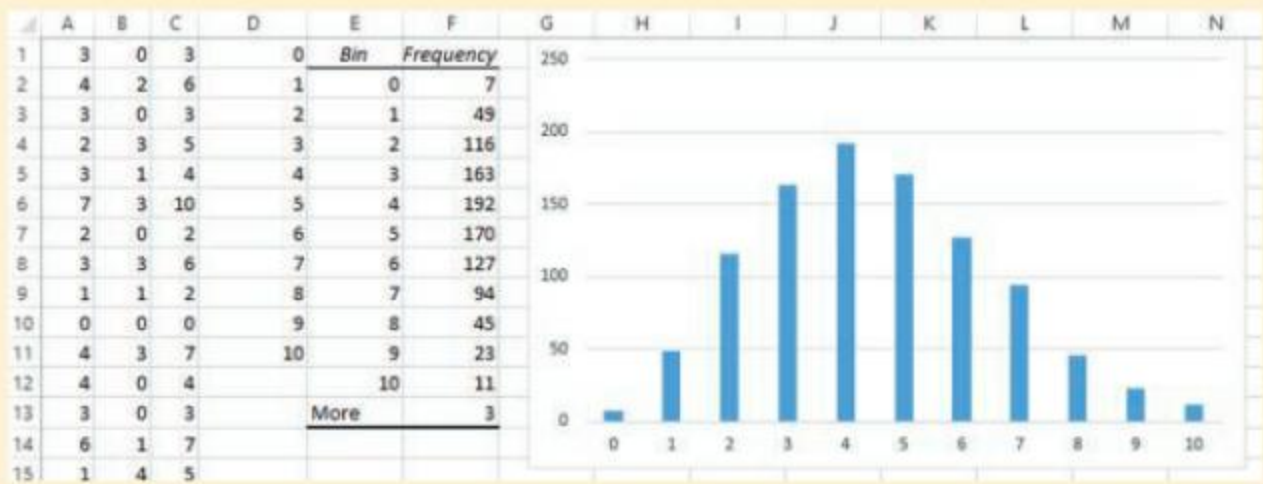 A B C D E F G H I J K L M N
1 3 0 3 0 Bin Frequency
2 4 2 6 1 0 7
3 3 0 3 2 1 49
4 2 3 5 3 2 116
5 3 1 4 4 3 163
6 7 3 10 5 4 192
7 2 0 2 6 5 170
8 3 3 6 7 6 127
9 1 1 2 8 7 94
10 0 0 0 9 8 45
11 4 3 7 10 9 23
12 4 0 4 10 11
13 3 0 3 More 3
14 6 1 7
15 1 4 5
250
200
150
100
50
0
0 1 2 3 4 5 6 7 8 9 10